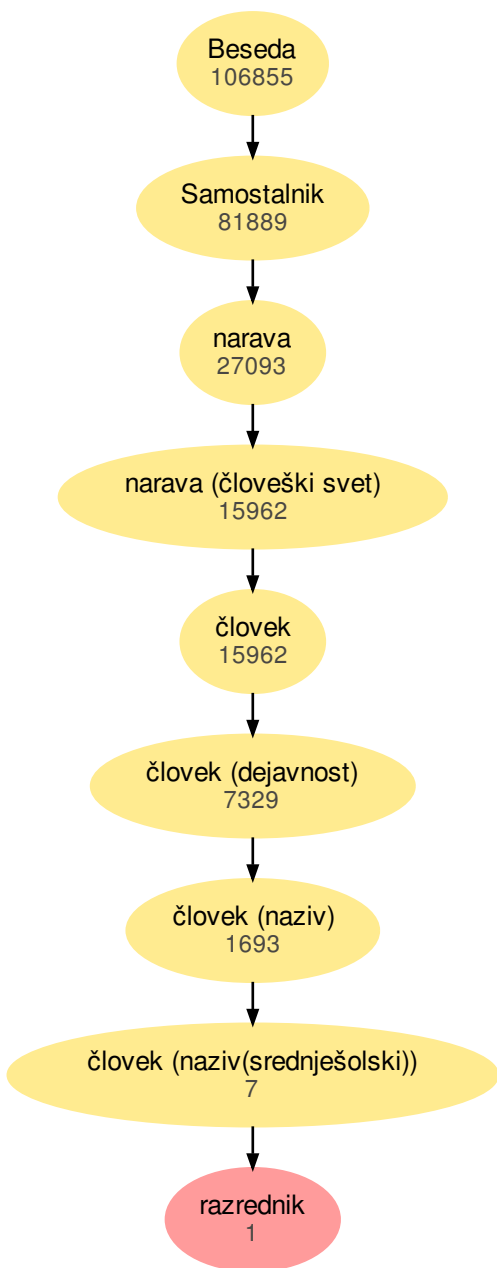 Beseda
106855
Samostalnik
81889
narava
27093
narava (človeški svet)
15962
človek
15962
človek (dejavnost)
7329
človek (naziv)
1693
človek (naziv(srednješolski))
7
razrednik
1